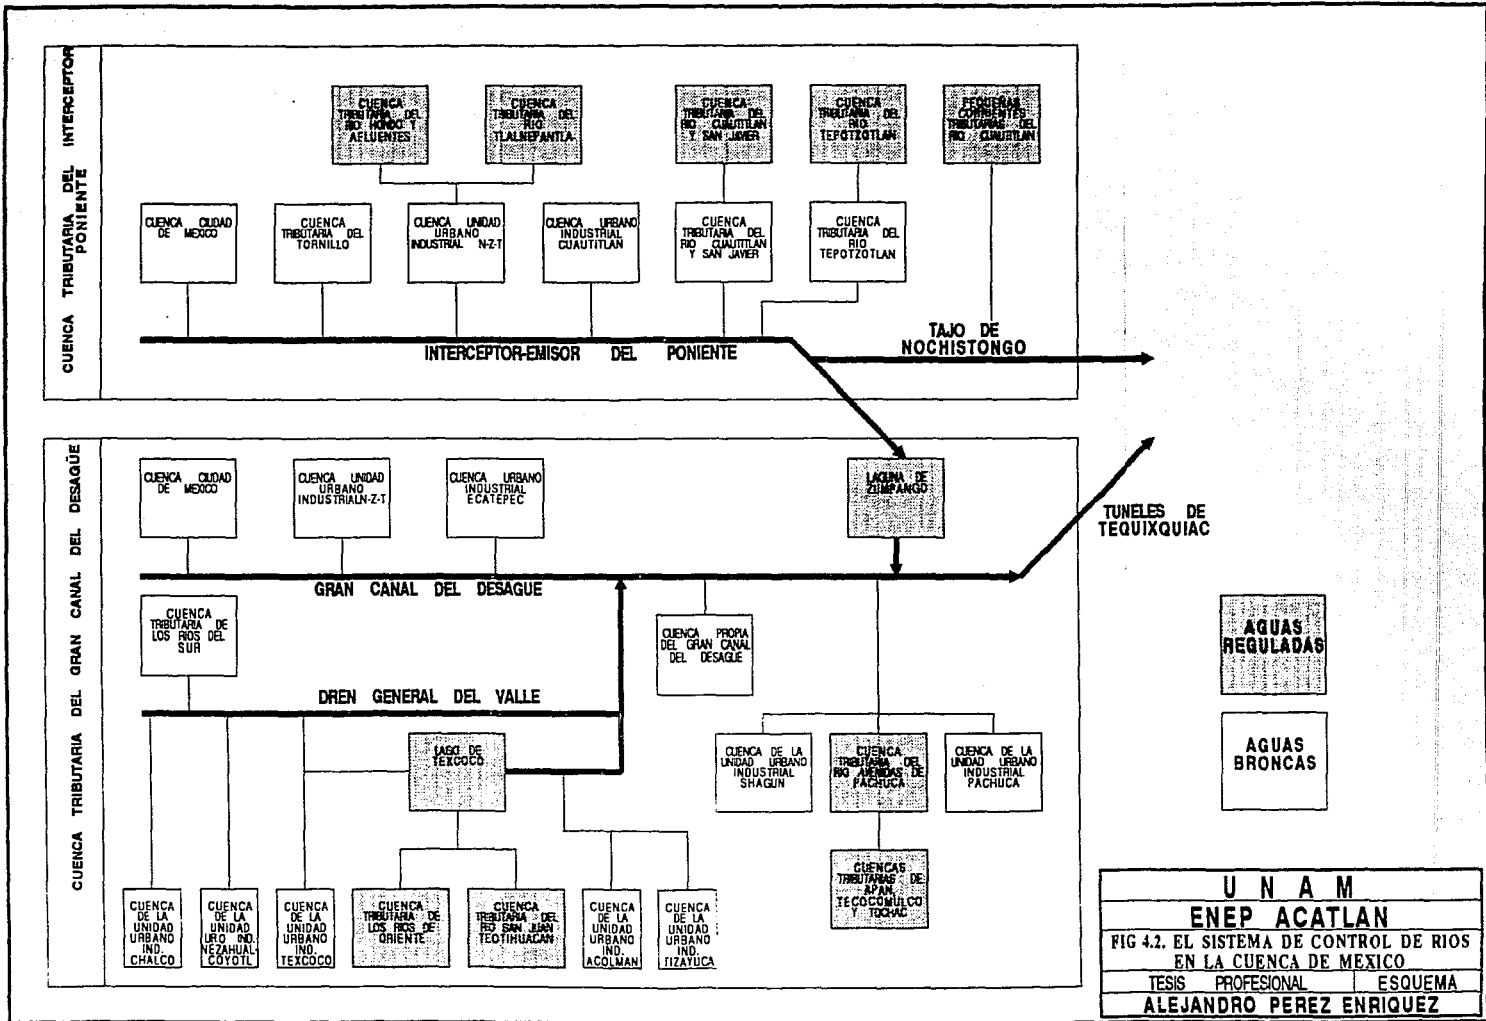 CUENCA TRIBUTARIA DEL INTERCEPTOR
PONIENTE
CUENCA
TRIBUTARIA DEL
RIO HONDO Y
AFLUENTES
CUENCA
TRIBUTARIA DEL
RIO
TLALNEPANTLA
CUENCA
TRIBUTARIA DEL
RIO CUAUTITLAN
Y SAN JAVIER
CUENCA
TRIBUTARIA DEL
RIO
TEPOTZOTLAN
PEQUEÑAS
CORRIENTES
TRIBUTARIAS DEL
RIO CUAUTITLAN
CUENCA CIUDAD
DE MEXICO
CUENCA
TRIBUTARIA DEL
TORNILLO
CUENCA UNIDAD
URBANO
INDUSTRIAL N-Z-T
CUENCA URBANO
INDUSTRIAL
CUAUTITLAN
CUENCA
TRIBUTARIA DEL
RIO CUAUTITLAN
Y SAN JAVIER
CUENCA
TRIBUTARIA DEL
RIO
TEPOTZOTLAN
INTERCEPTOR-EMISOR DEL PONIENTE
TAJO DE
NOCHISTONGO
CUENCA TRIBUTARIA DEL GRAN CANAL DEL DESAGÜE
CUENCA CIUDAD
DE MEXICO
CUENCA UNIDAD
URBANO
INDUSTRIALN-Z-T
CUENCA URBANO
INDUSTRIAL
ECATEPEC
LAGUNA DE
ZUMPANGO
TUNELES DE
TEQUIXQUIAC
GRAN CANAL DEL DESAGUE
CUENCA
TRIBUTARIA DE
LOS RIOS DEL
SUR
CUENCA PROPIA
DEL GRAN CANAL
DEL DESAGUE
DREN GENERAL DEL VALLE
LAGO DE
TEXCOCO
CUENCA DE LA
UNIDAD URBANO
INDUSTRIAL
SHAGUN
CUENCA
TRIBUTARIA DEL
RIO AVENIDAS DE
PACHUCA
CUENCA DE LA
UNIDAD URBANO
INDUSTRIAL
PACHUCA
CUENCA
DE LA
UNIDAD
URBANO
IND.
CHALCO
CUENCA
DE LA
UNIDAD
URO IND.
NEZAHUAL-
COYOTL
CUENCA
DE LA
UNIDAD
URBANO
IND.
TEXCOCO
CUENCA
TRIBUTARIA DE
LOS RIOS DE
ORIENTE
CUENCA
TRIBUTARIA DEL
RIO SAN JUAN
TEOTIHUACAN
CUENCA
DE LA
UNIDAD
URBANO
IND.
ACOLMAN
CUENCA
DE LA
UNIDAD
URBANO
IND.
TIZAYUCA
CUENCAS
TRIBUTARIAS DE
APAN,
TECOCOMULCO
Y TOCHAC
AGUAS
REGULADAS
AGUAS
BRONCAS
U N A M
ENEP ACATLAN
FIG 4.2. EL SISTEMA DE CONTROL DE RIOS
EN LA CUENCA DE MEXICO
TESIS PROFESIONAL ESQUEMA
ALEJANDRO PEREZ ENRIQUEZ